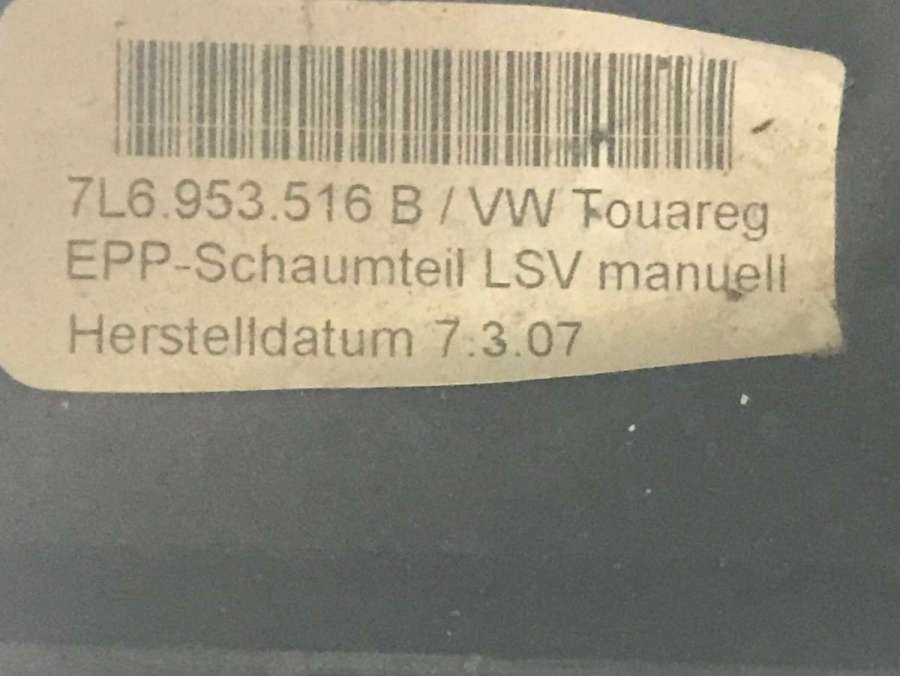 7L6.953.516 B / VW Touareg
EPP-Schaumteil LSV manuell
Herstelldatum 7.3.07